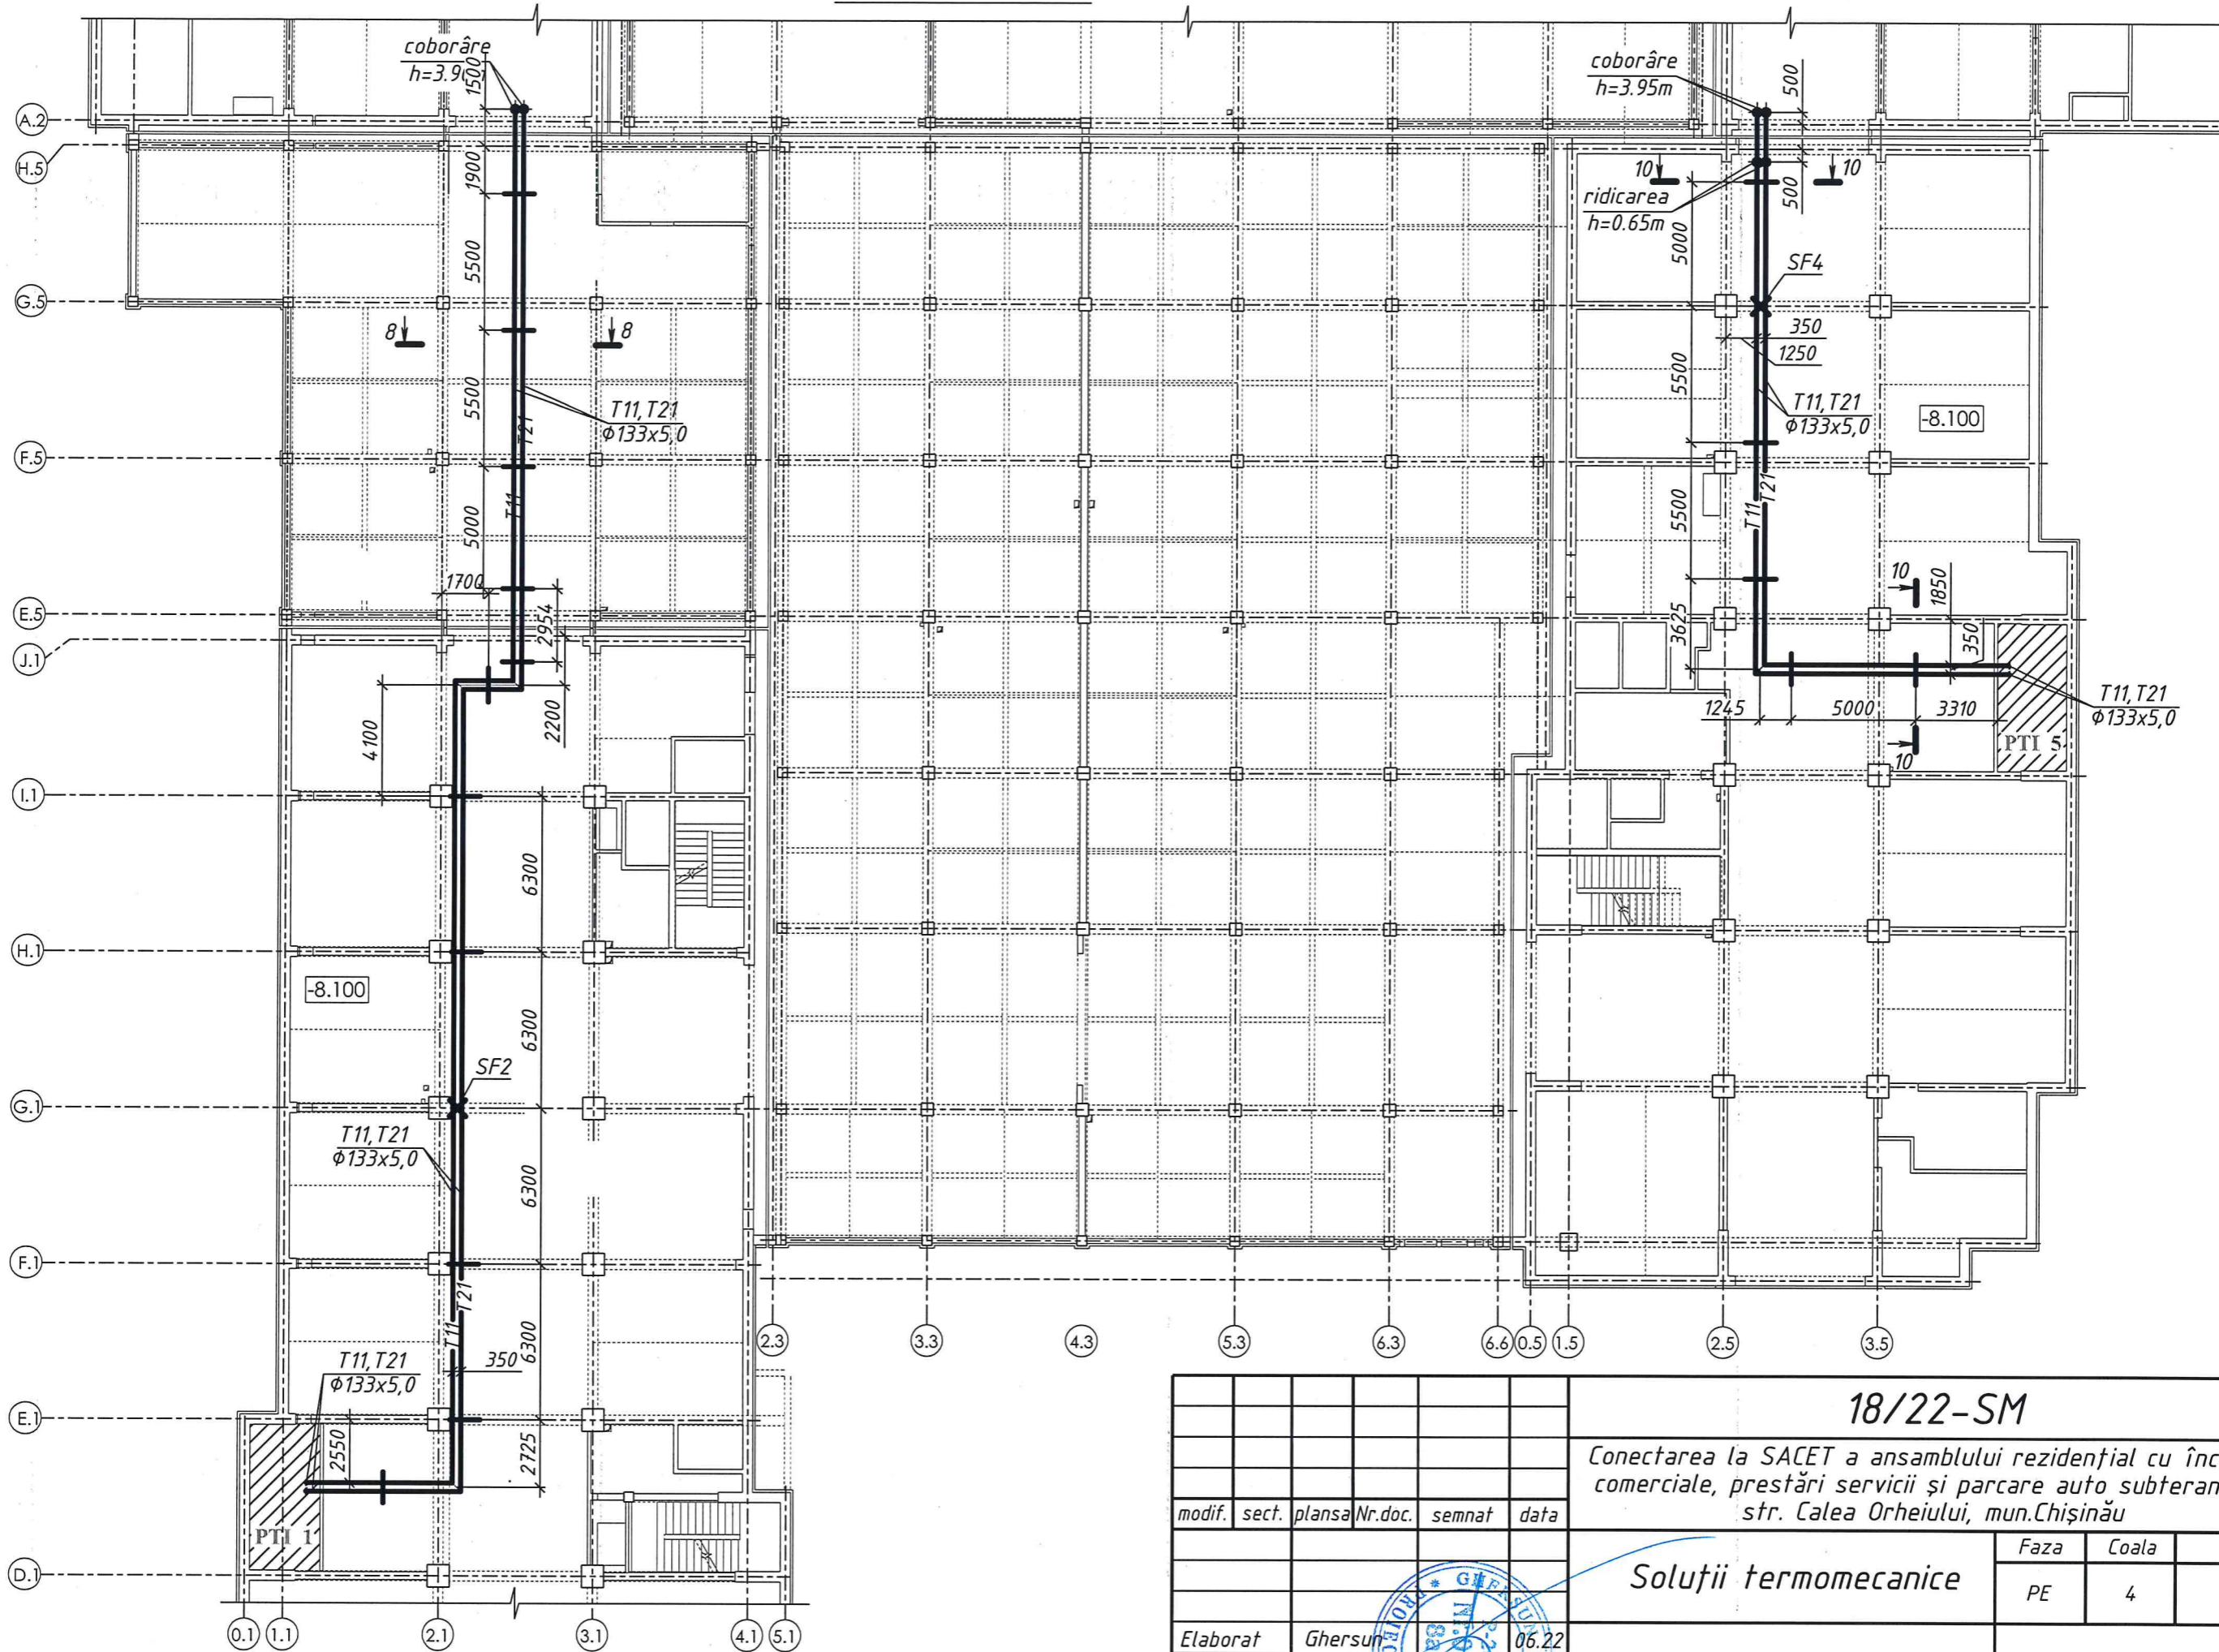 coborâre
h=3.9
1500
coborâre
h=3.95m
500
A.2
H.5
1900
10
10
ridicarea
h=0.65m
500
5000
5500
SF4
G.5
8
8
350
1250
5500
5500
T11,T21
ϕ133x5,0
T11,T21
ϕ133x5,0
-8.100
T21
F.5
T11
T21
T11
5000
5500
1700
2954
10
1850
E.5
3625
350
J.1
4100
2200
1245
5000
3310
T11,T21
ϕ133x5,0
PTI 5
10
I.1
6300
H.1
-8.100
6300
SF2
G.1
T11,T21
ϕ133x5,0
6300
F.1
T21
T11
2.3
3.3
4.3
5.3
6.3
6.6
0.5
1.5
2.5
3.5
T11,T21
ϕ133x5,0
350
6300
E.1
2550
2725
PTI 1
D.1
0.1
1.1
2.1
3.1
4.1
5.1
18/22-SM
Conectarea la SACET a ansamblului rezidențial cu înc
comerciale, prestări servicii și parcare auto subteran
str. Calea Orheiului, mun.Chișinău
modif. sect. plansa Nr.doc. semnat data
Soluții termomecanice
Faza Coala
PE 4
Elaborat Ghersun 06.22